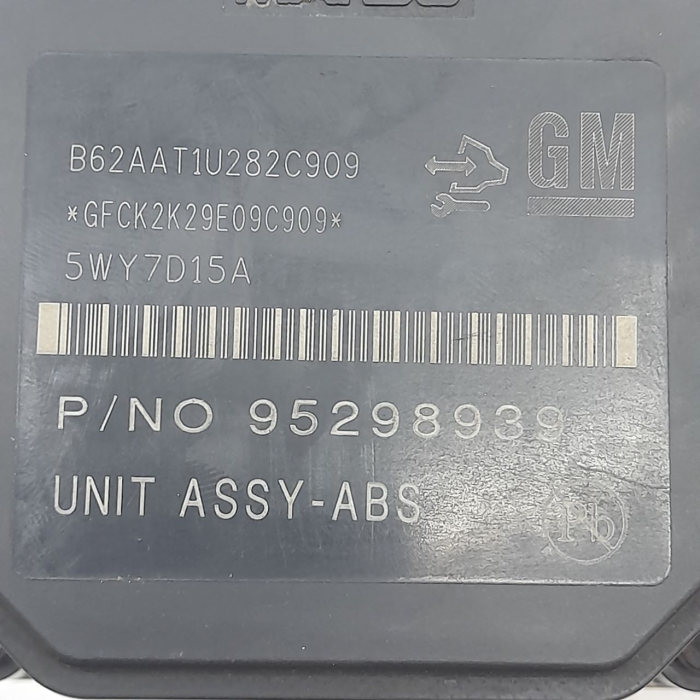 B62AAT1U282C909
GM
*GFCK2K29E09C909*
5WY7D15A
P/NO 95298939
UNIT ASSY-ABS
Pb